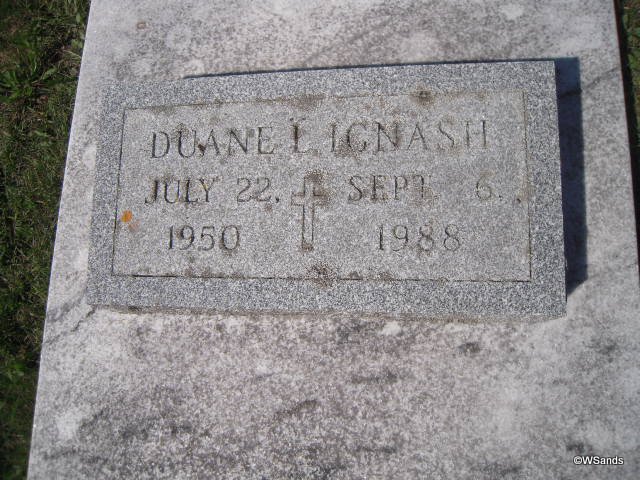 DUANE L IGNASH
JULY 22, SEPT. 6,
1950 1988
©WSands